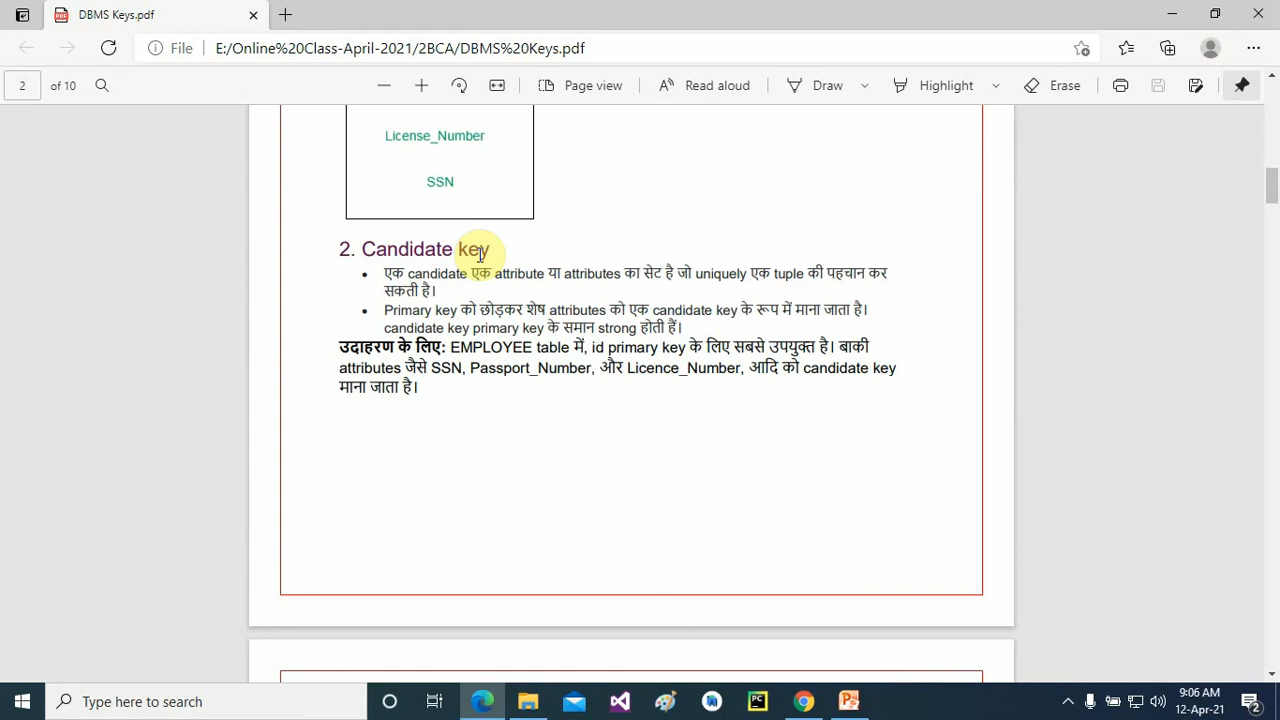 DBMS Keys.pdf
File E:/Online%20Class-April-2021/2BCA/DBMS%20Keys.pdf
2 of 10 Page view Read aloud Draw Highlight Erase
License_Number
SSN
2. Candidate key
• एक candidate एक attribute या attributes का सेट है जो uniquely एक tuple की पहचान कर
सकती है।
• Primary key को छोड़कर शेष attributes को एक candidate key के रूप में माना जाता है।
candidate key primary key के समान strong होती हैं।
उदाहरण के लिए: EMPLOYEE table में, id primary key के लिए सबसे उपयुक्त है। बाकी
attributes जैसे SSN, Passport_Number, और Licence_Number, आदि को candidate key
माना जाता है।
Type here to search
9:06 AM
12-Apr-21
2